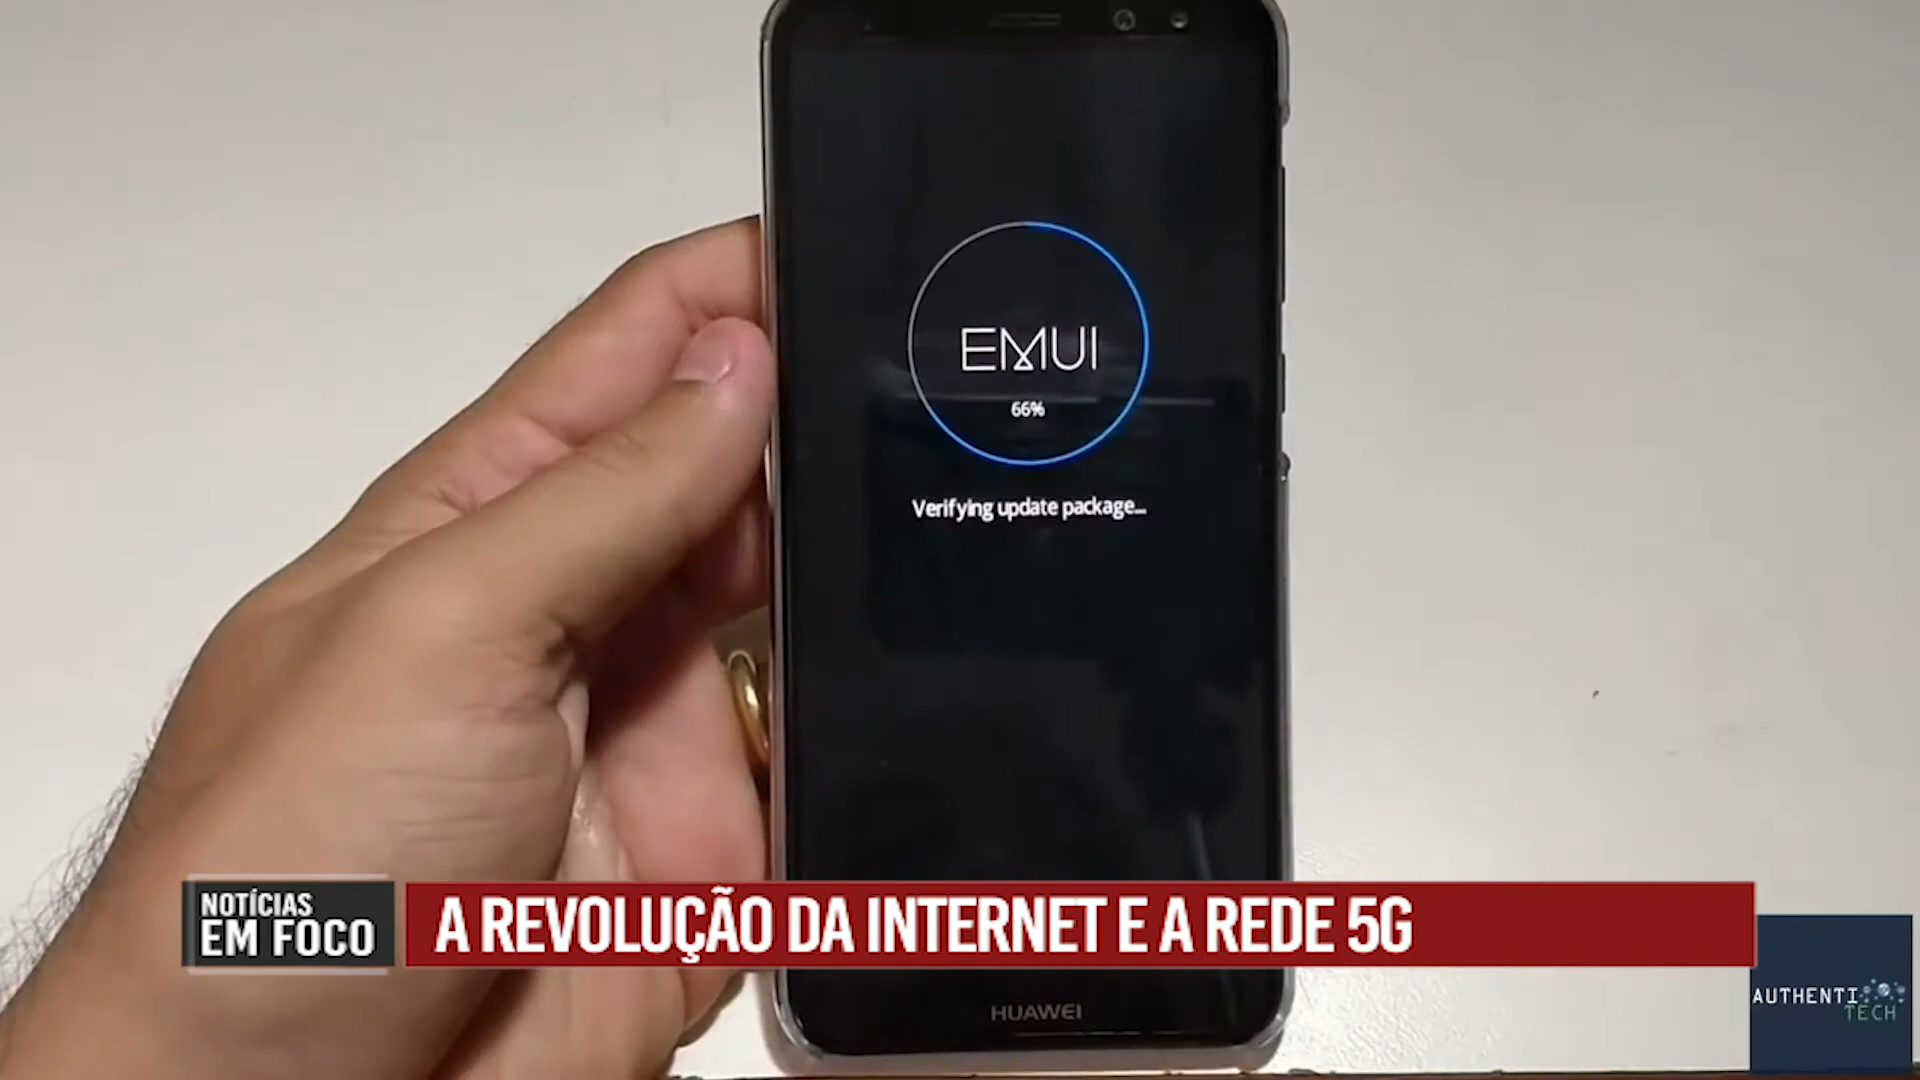 EMUI
66%
Verifying update package...
NOTÍCIAS
EM FOCO
A REVOLUÇÃO DA INTERNET E A REDE 5G
HUAWEI
AUTHENTI
TECH